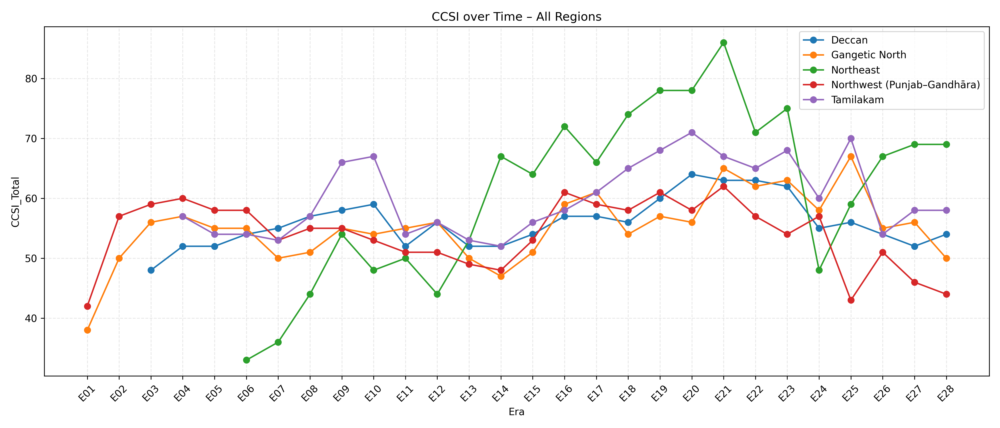 CCSI over Time – All Regions
Deccan
Gangetic North
Northeast
Northwest (Punjab–Gandhāra)
Tamilakam
CCSI_Total
80
70
60
50
40
E01
E02
E03
E04
E05
E06
E07
E08
E09
E10
E11
E12
E13
E14
E15
E16
E17
E18
E19
E20
E21
E22
E23
E24
E25
E26
E27
E28
Era